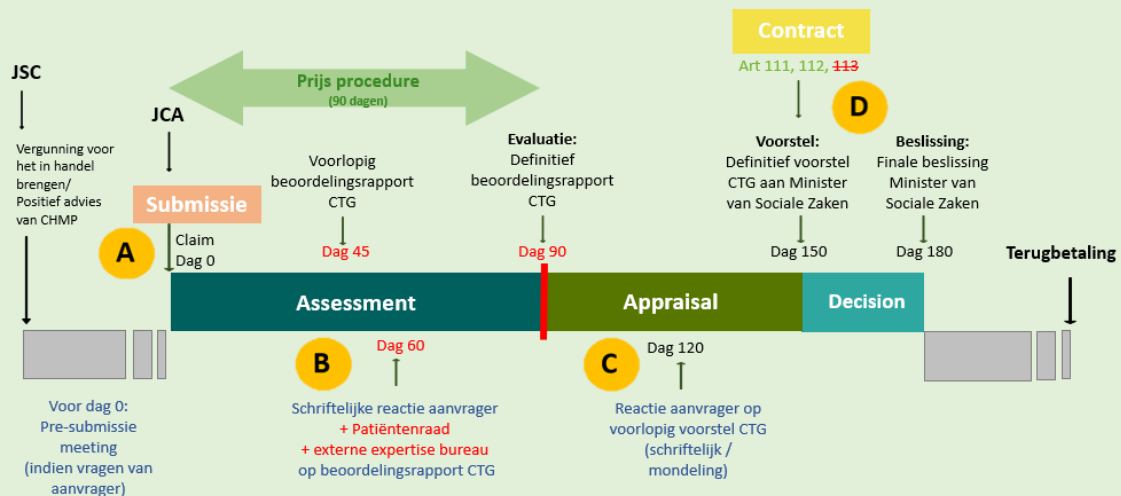 Contract
Art 111, 112, 113
JSC
Prijs procedure
(90 dagen)
JCA
D
Vergunning voor
het in handel
brengen/
Positief advies
van CHMP
Voorlopig
beoordelingsrapport
CTG
Evaluatie:
Definitief
beoordelingsrapport
CTG
Voorstel:
Definitief voorstel
CTG aan Minister
van Sociale Zaken
Beslissing:
Finale beslissing
Minister van
Sociale Zaken
Submissie
A
Claim
Dag 0
Dag 45
Dag 90
Dag 150
Dag 180
Terugbetaling
Assessment
Appraisal
Decision
B
Dag 60
C
Dag 120
Voor dag 0:
Pre-submissie
meeting
(indien vragen van
aanvrager)
Schriftelijke reactie aanvrager
+ Patiëntenraad
+ externe expertise bureau
op beoordelingsrapport CTG
Reactie aanvrager op
voorlopig voorstel CTG
(schriftelijk /
mondeling)